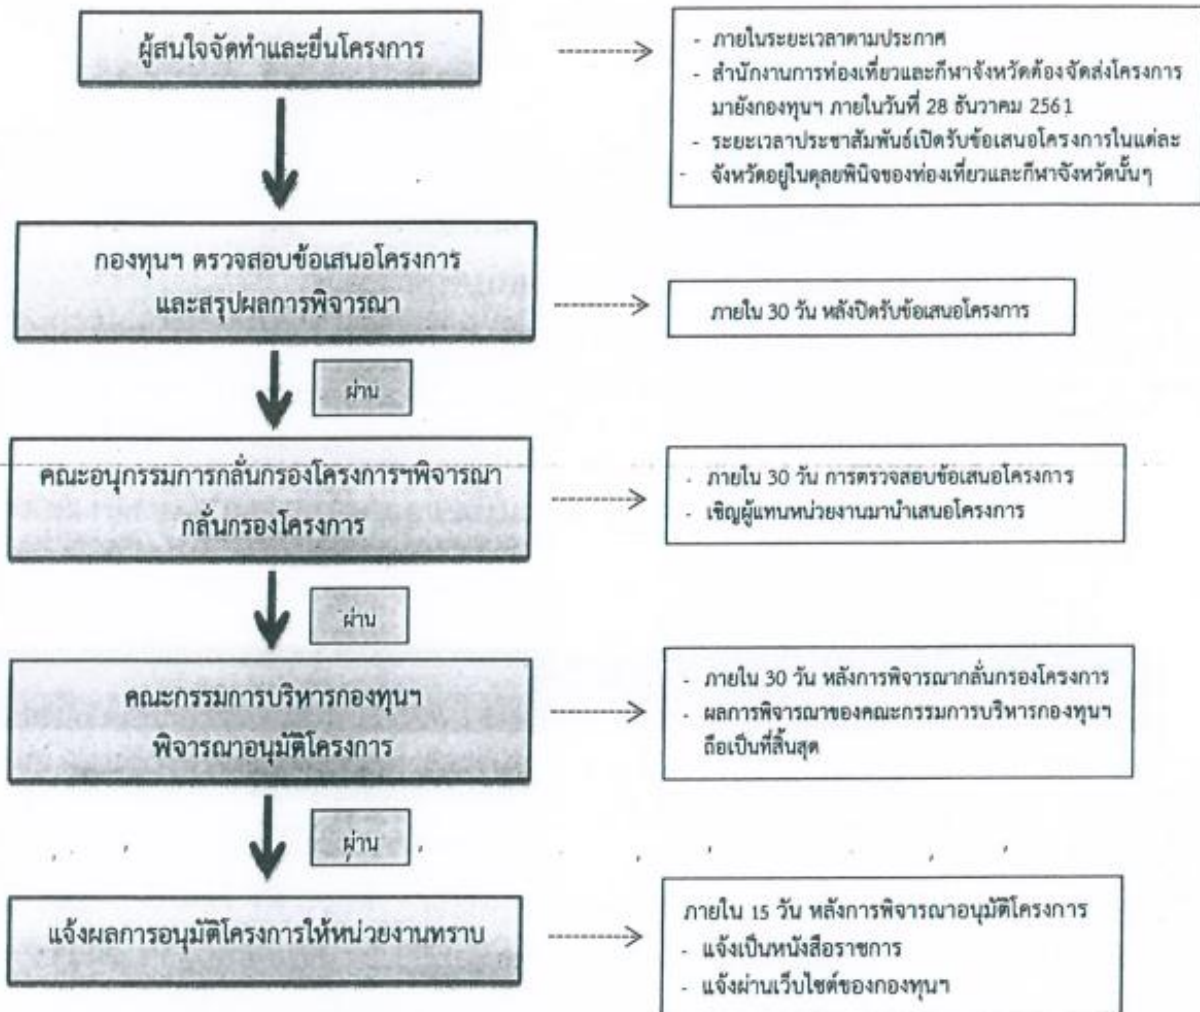 ผู้สนใจจัดทำและยื่นโครงการ
- ภายในระยะเวลาตามประกาศ
- สำนักงานการท่องเที่ยวและกีฬาจังหวัดต้องจัดส่งโครงการ
มายังกองทุนฯ ภายในวันที่ 28 ธันวาคม 2561
- ระยะเวลาประชาสัมพันธ์เปิดรับข้อเสนอโครงการในแต่ละ
- จังหวัดอยู่ในดุลยพินิจของท่องเที่ยวและกีฬาจังหวัดนั้นๆ
กองทุนฯ ตรวจสอบข้อเสนอโครงการ
และสรุปผลการพิจารณา
ภายใน 30 วัน หลังปิดรับข้อเสนอโครงการ
ผ่าน
คณะอนุกรรมการกลั่นกรองโครงการฯพิจารณา
กลั่นกรองโครงการ
- ภายใน 30 วัน การตรวจสอบข้อเสนอโครงการ
- เชิญผู้แทนหน่วยงานมานำเสนอโครงการ
ผ่าน
คณะกรรมการบริหารกองทุนฯ
พิจารณาอนุมัติโครงการ
- ภายใน 30 วัน หลังการพิจารณากลั่นกรองโครงการ
- ผลการพิจารณาของคณะกรรมการบริหารกองทุนฯ
ถือเป็นที่สิ้นสุด
ผ่าน
แจ้งผลการอนุมัติโครงการให้หน่วยงานทราบ
ภายใน 15 วัน หลังการพิจารณาอนุมัติโครงการ
- แจ้งเป็นหนังสือราชการ
- แจ้งผ่านเว็บไซต์ของกองทุนฯ